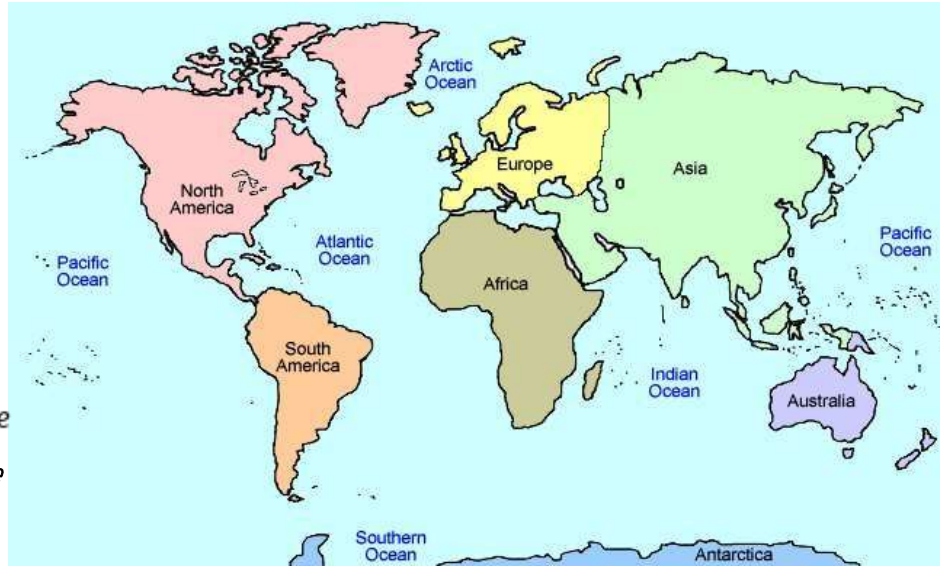 Arctic
Ocean
Europe
Asia
North
America
Atlantic
Ocean
Pacific
Ocean
Pacific
Ocean
Africa
South
America
Indian
Ocean
Australia
Southern
Ocean
Antarctica